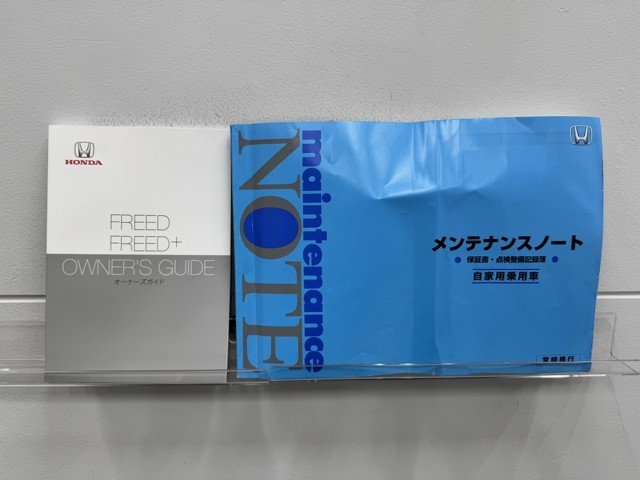 HONDA
FREED
FREED+
OWNER'S GUIDE
オーナーズガイド
maintenance
NOTE
メンテナンスノート
保証書・点検整備記録簿
自家用乗用車